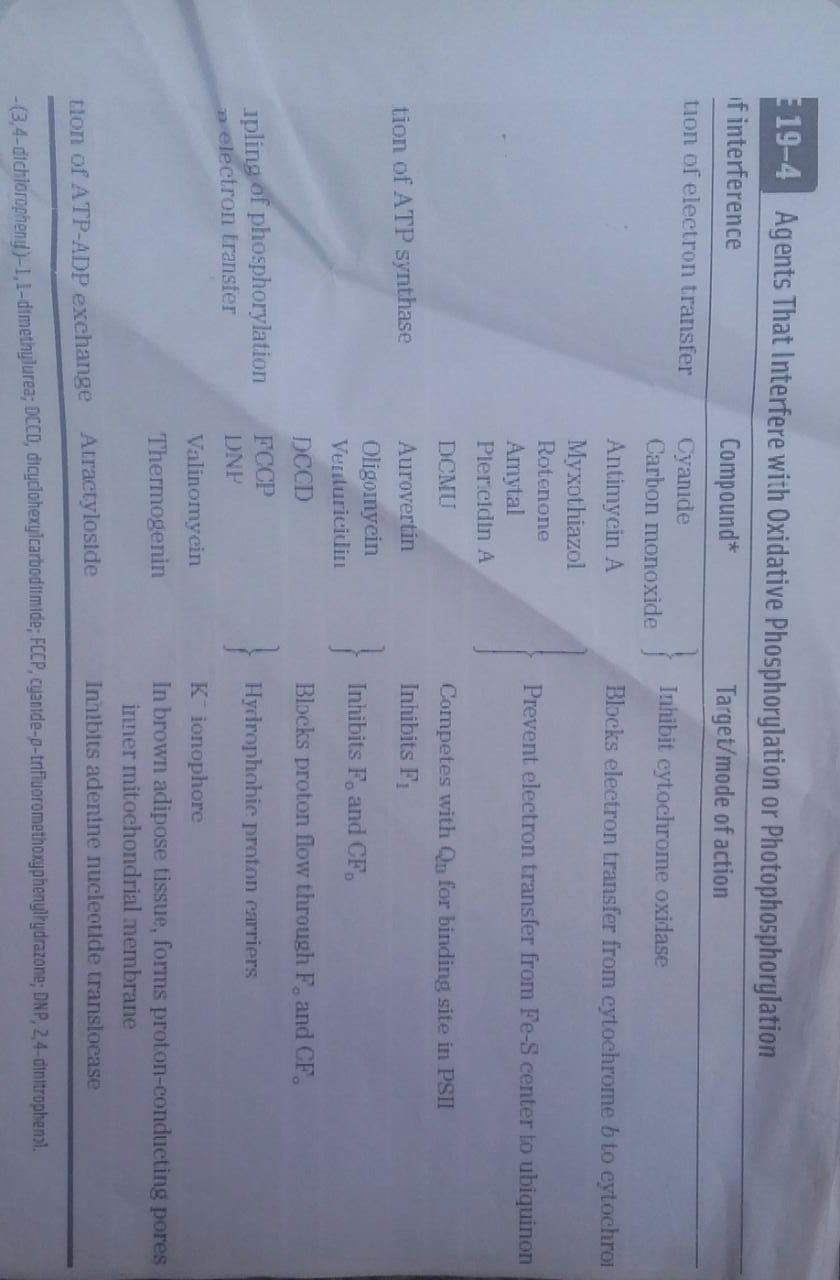 E 19–4 Agents That Interfere with Oxidative Phosphorylation or Photophosphorylation
of interference Compound* Target/mode of action
tion of electron transfer Cyanide
Carbon monoxide } Inhibit cytochrome oxidase
Antimycin A Blocks electron transfer from cytochrome b to cytochro
Myxothiazol
Rotenone
Amytal } Prevent electron transfer from Fe-S center to ubiquinon
Piericidin A
DCMU Competes with QB for binding site in PSII
tion of ATP synthase Aurovertin Inhibits F1
Oligomycin
Venturicidin } Inhibits Fo and CFo
DCCD Blocks proton flow through Fo and CFo
upling of phosphorylation FCCP
electron transfer DNP } Hydrophobic proton carriers
Valinomycin K+ ionophore
Thermogenin In brown adipose tissue, forms proton-conducting pores
inner mitochondrial membrane
tion of ATP-ADP exchange Atractyloside Inhibits adenine nucleotide translocase
-(3,4-dichlorophenyl)-1,1-dimethylurea; DCCD, dicyclohexylcarbodiimide; FCCP, cyanide-p-trifluoromethoxyphenylhydrazone; DNP, 2,4-dinitrophenol.